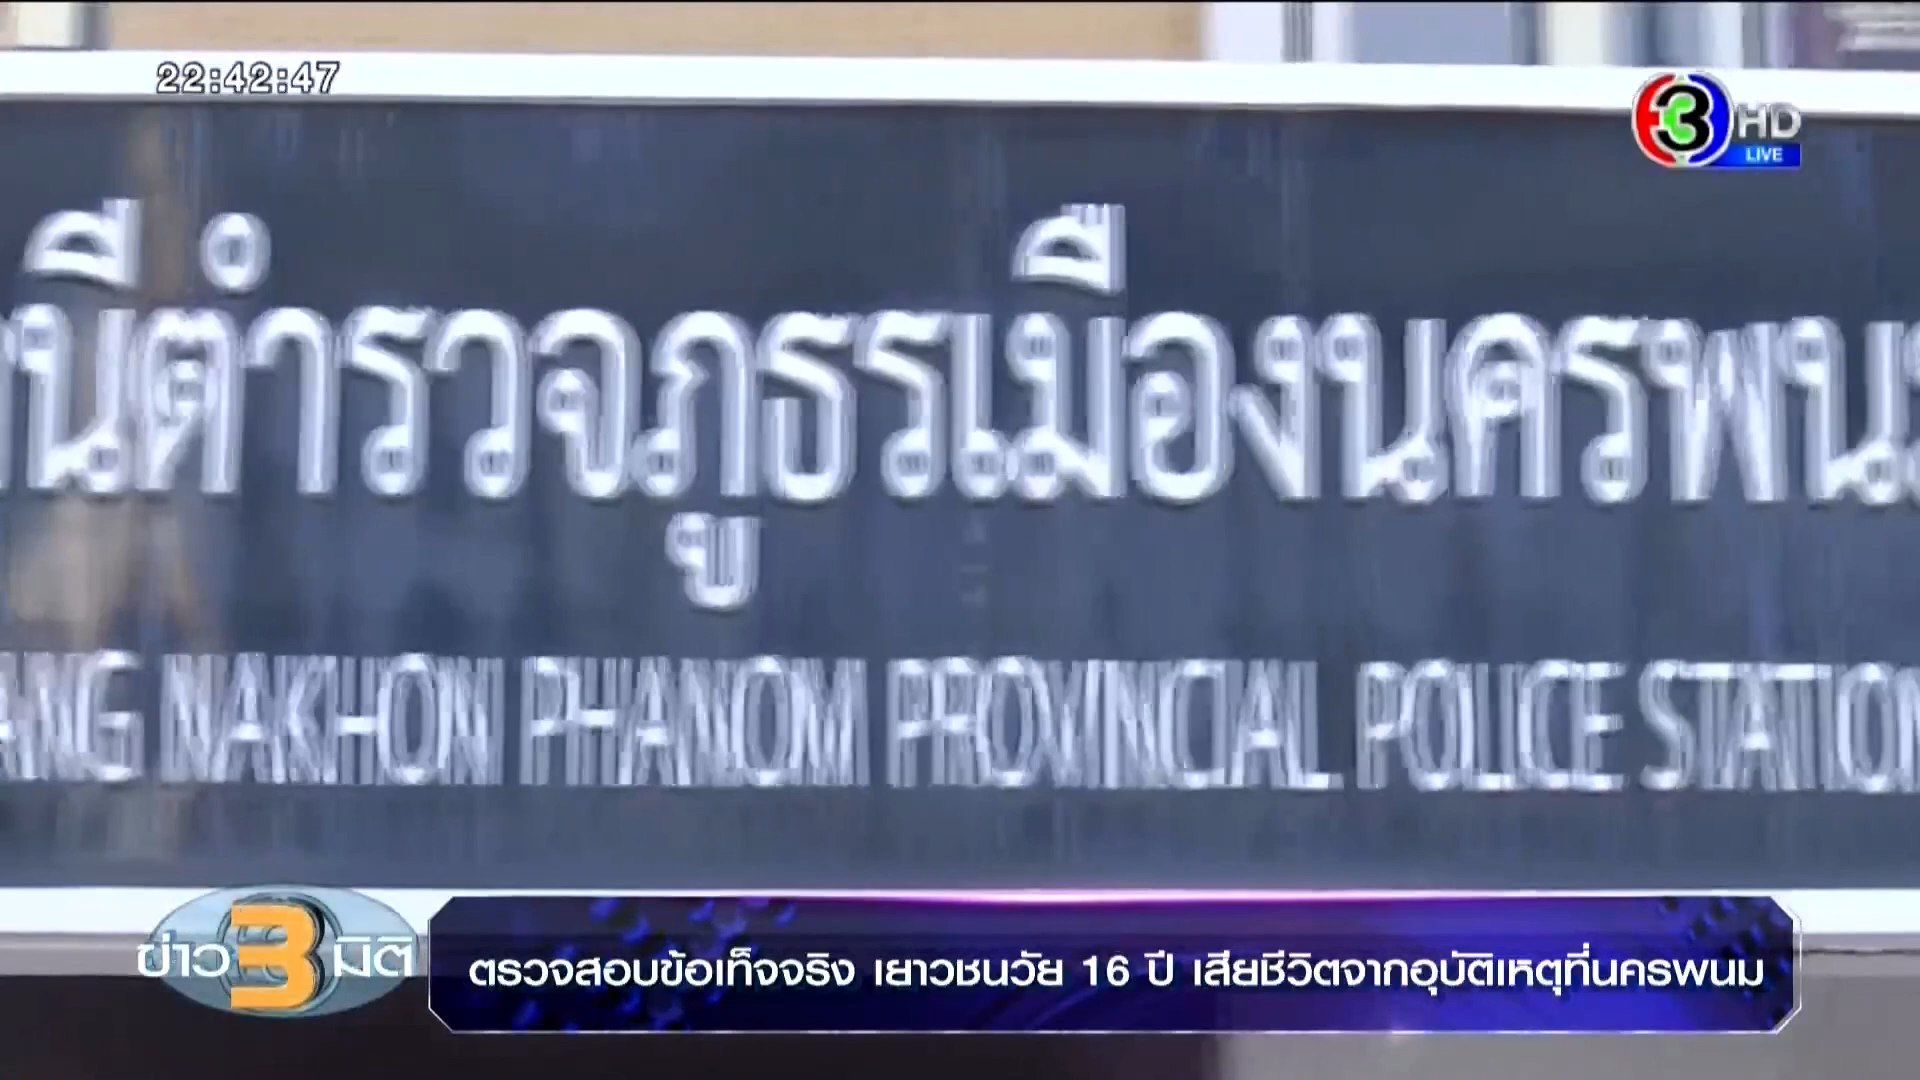 22:42:47
3 HD
LIVE
นีตำรวจภูธรเมืองนครพน
ANG NAKHON PHANOM PROVINCIAL POLICE STATION
ข่าว 3 มิติ
ตรวจสอบข้อเท็จจริง เยาวชนวัย 16 ปี เสียชีวิตจากอุบัติเหตุที่นครพนม